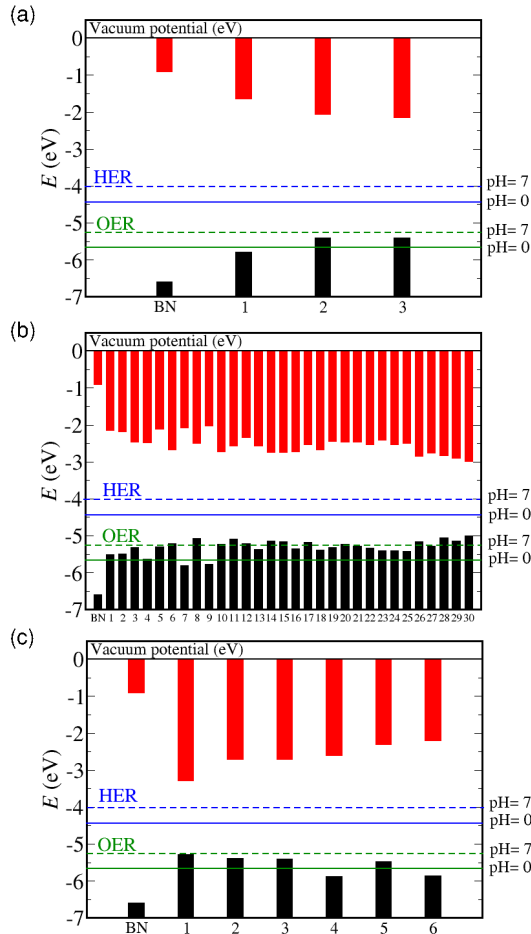 (a)
Vacuum potential (eV)
0
-1
-2
-3
-4
-5
-6
-7
E (eV)
HER
OER
pH= 7
pH= 0
pH= 7
pH= 0
BN 1 2 3
(b)
Vacuum potential (eV)
0
-1
-2
-3
-4
-5
-6
-7
E (eV)
HER
OER
pH= 7
pH= 0
pH= 7
pH= 0
BN 1 2 3 4 5 6 7 8 9 10 11 12 13 14 15 16 17 18 19 20 21 22 23 24 25 26 27 28 29 30
(c)
Vacuum potential (eV)
0
-1
-2
-3
-4
-5
-6
-7
E (eV)
HER
OER
pH= 7
pH= 0
pH= 7
pH= 0
BN 1 2 3 4 5 6